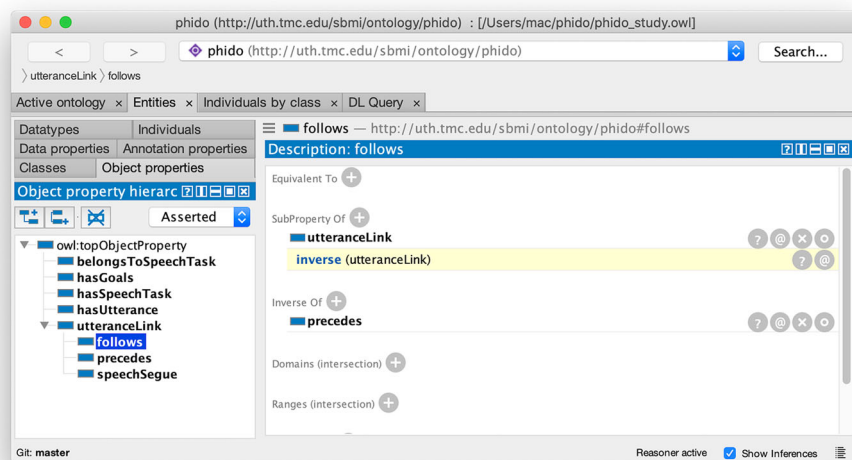 phido (http://uth.tmc.edu/sbmi/ontology/phido) : [/Users/mac/phido/phido_study.owl]
< > phido (http://uth.tmc.edu/sbmi/ontology/phido) Search...
〉utteranceLink 〉follows
Active ontology × Entities × Individuals by class × DL Query ×
Datatypes Individuals
Data properties Annotation properties
Classes Object properties
Object property hierarc
Asserted
owl:topObjectProperty
belongsToSpeechTask
hasGoals
hasSpeechTask
hasUtterance
utteranceLink
follows
precedes
speechSegue
follows — http://uth.tmc.edu/sbmi/ontology/phido#follows
Description: follows
Equivalent To
SubProperty Of
utteranceLink
inverse (utteranceLink)
Inverse Of
precedes
Domains (intersection)
Ranges (intersection)
Git: master Reasoner active Show Inferences